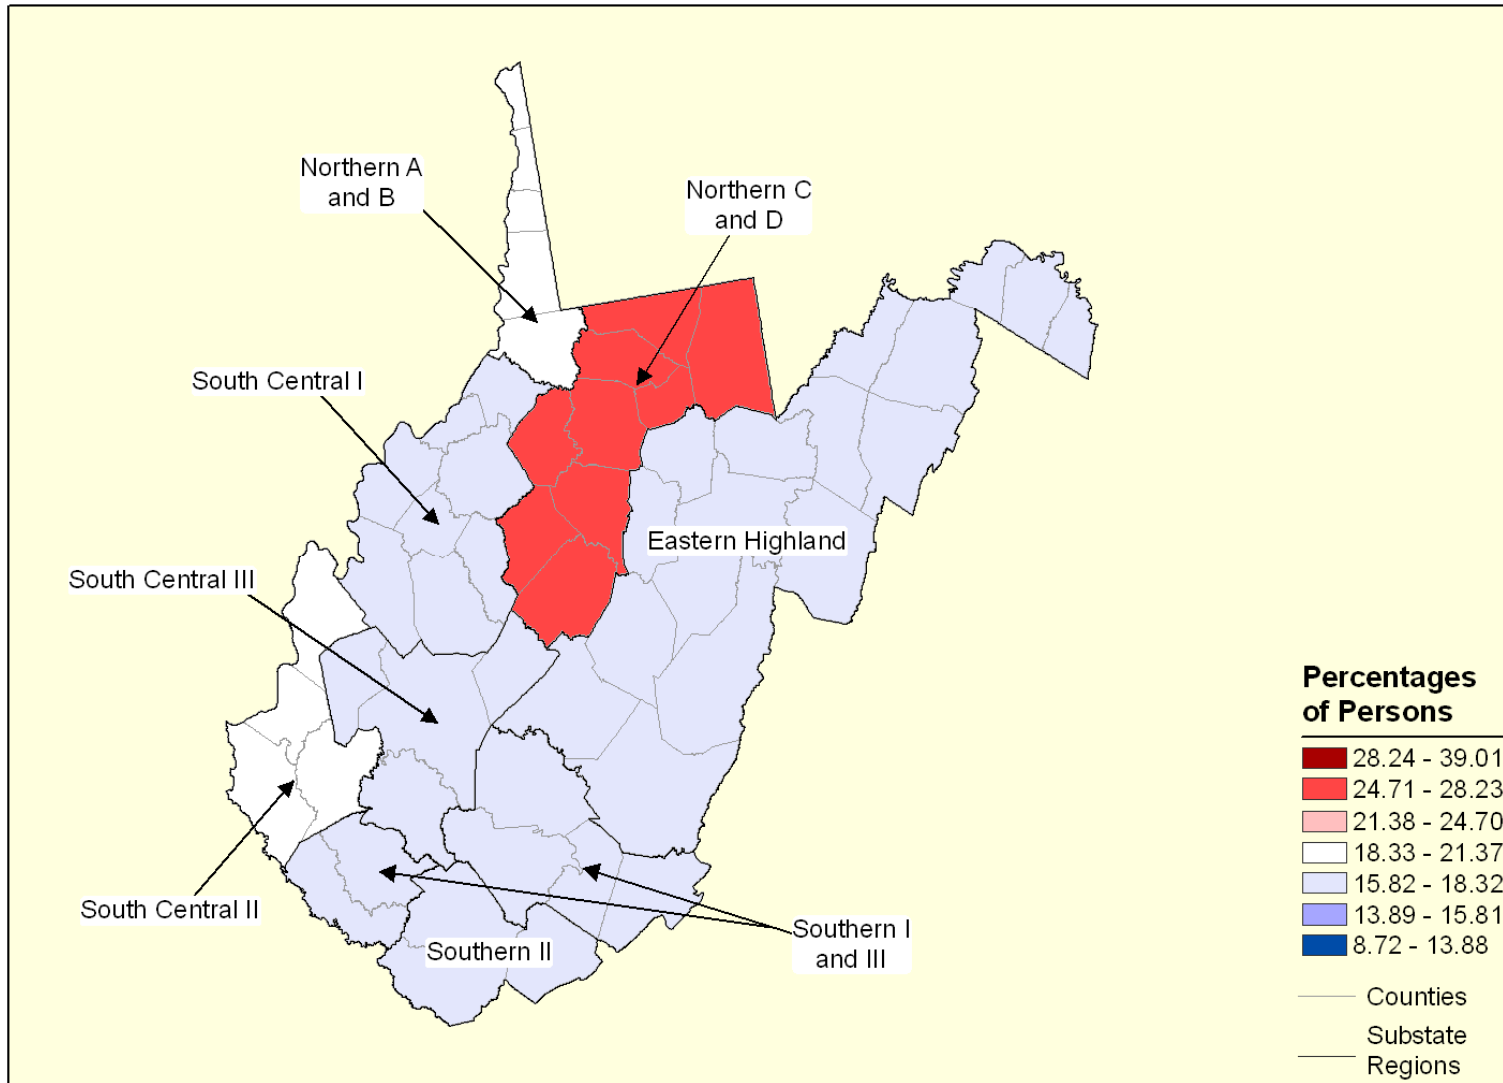 Northern A
and B
Northern C
and D
South Central I
Eastern Highland
South Central III
South Central II
Southern II
Southern I
and III
Percentages
of Persons
28.24 - 39.01
24.71 - 28.23
21.38 - 24.70
18.33 - 21.37
15.82 - 18.32
13.89 - 15.81
8.72 - 13.88
Counties
Substate
Regions